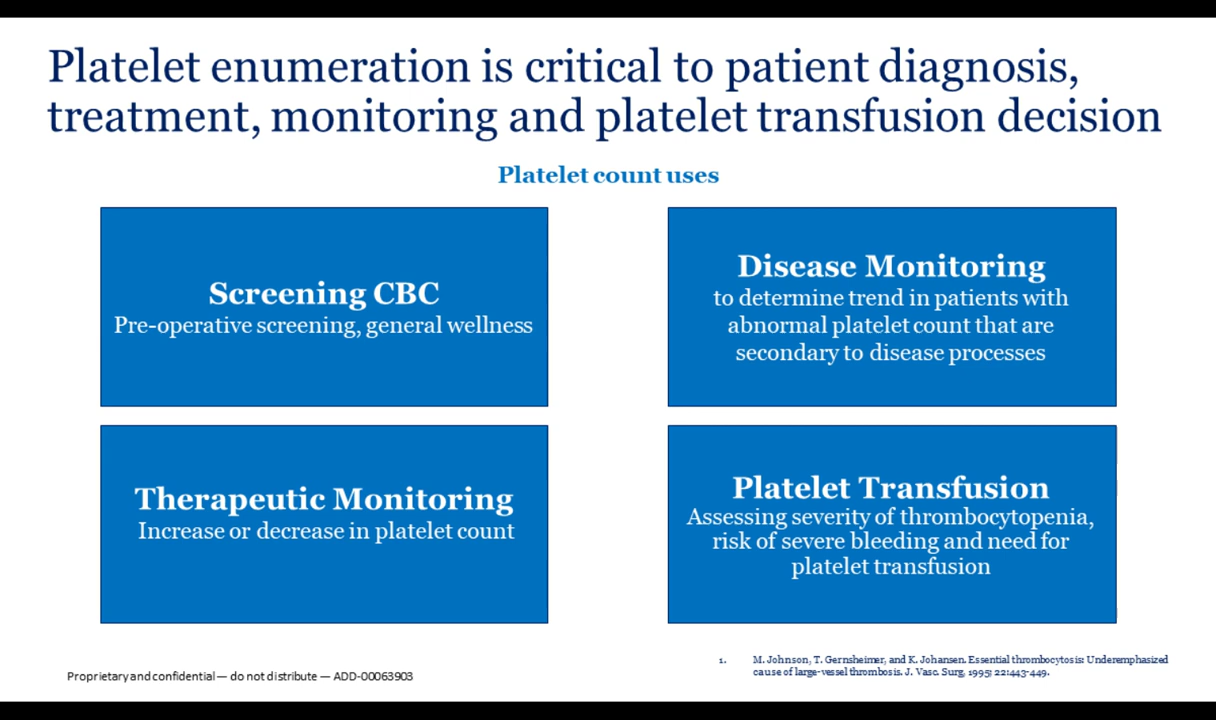 Platelet enumeration is critical to patient diagnosis,
treatment, monitoring and platelet transfusion decision
Platelet count uses
Screening CBC
Pre-operative screening, general wellness
Disease Monitoring
to determine trend in patients with
abnormal platelet count that are
secondary to disease processes
Therapeutic Monitoring
Increase or decrease in platelet count
Platelet Transfusion
Assessing severity of thrombocytopenia,
risk of severe bleeding and need for
platelet transfusion
Proprietary and confidential — do not distribute — ADD-00063903
1. M. Johnson, T. Gernsheimer, and K. Johansen. Essential thrombocytosis: Underemphasized
cause of large-vessel thrombosis. J. Vasc. Surg, 1995; 22:443-449.